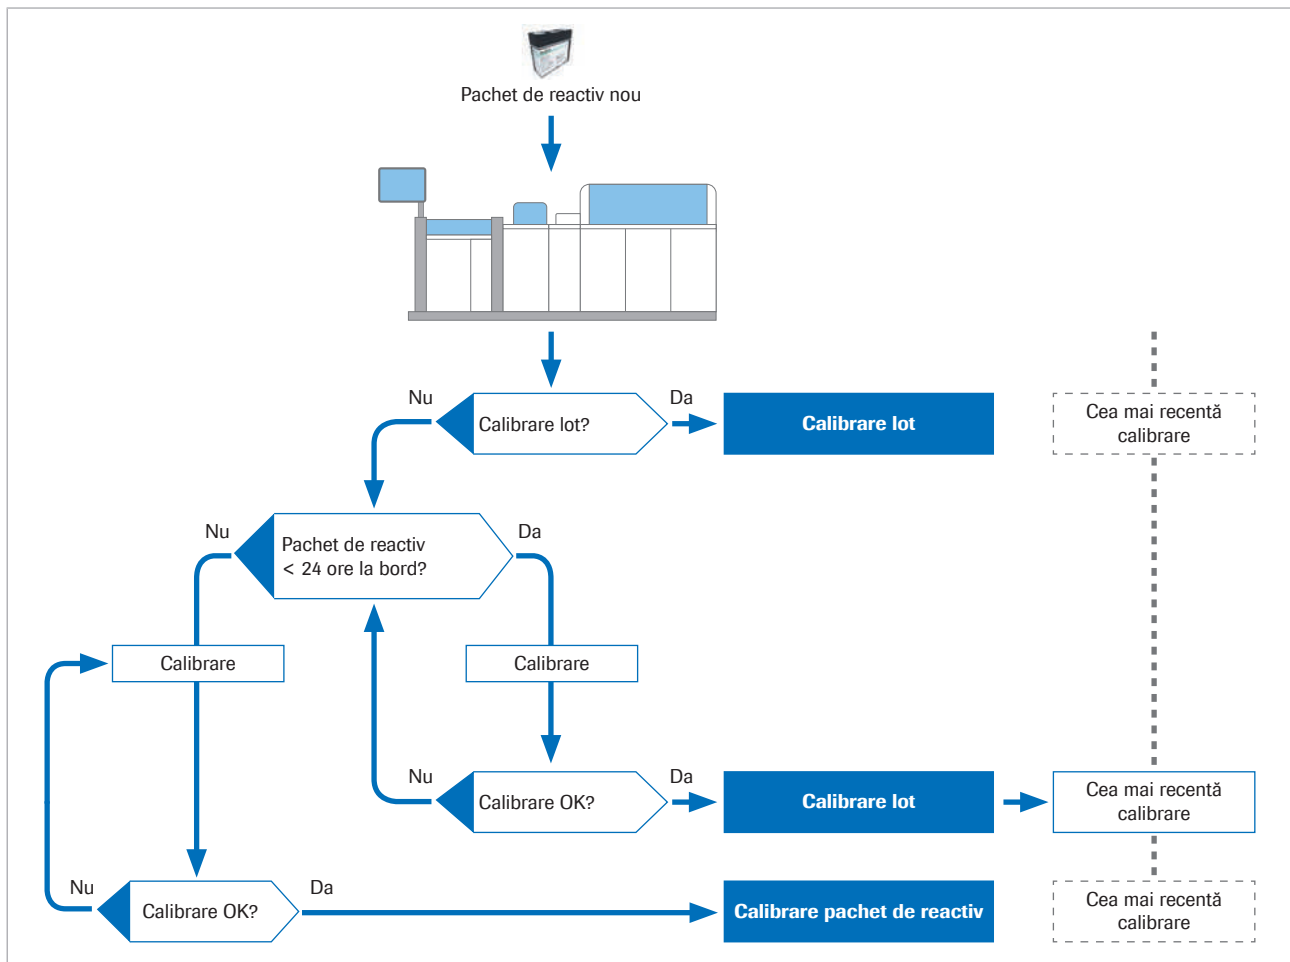 Pachet de reactiv nou
Nu
Calibrare lot?
Da
Calibrare lot
Cea mai recentă
calibrare
Nu
Pachet de reactiv
< 24 ore la bord?
Da
Calibrare
Calibrare
Nu
Calibrare OK?
Da
Calibrare lot
Cea mai recentă
calibrare
Nu
Calibrare OK?
Da
Calibrare pachet de reactiv
Cea mai recentă
calibrare